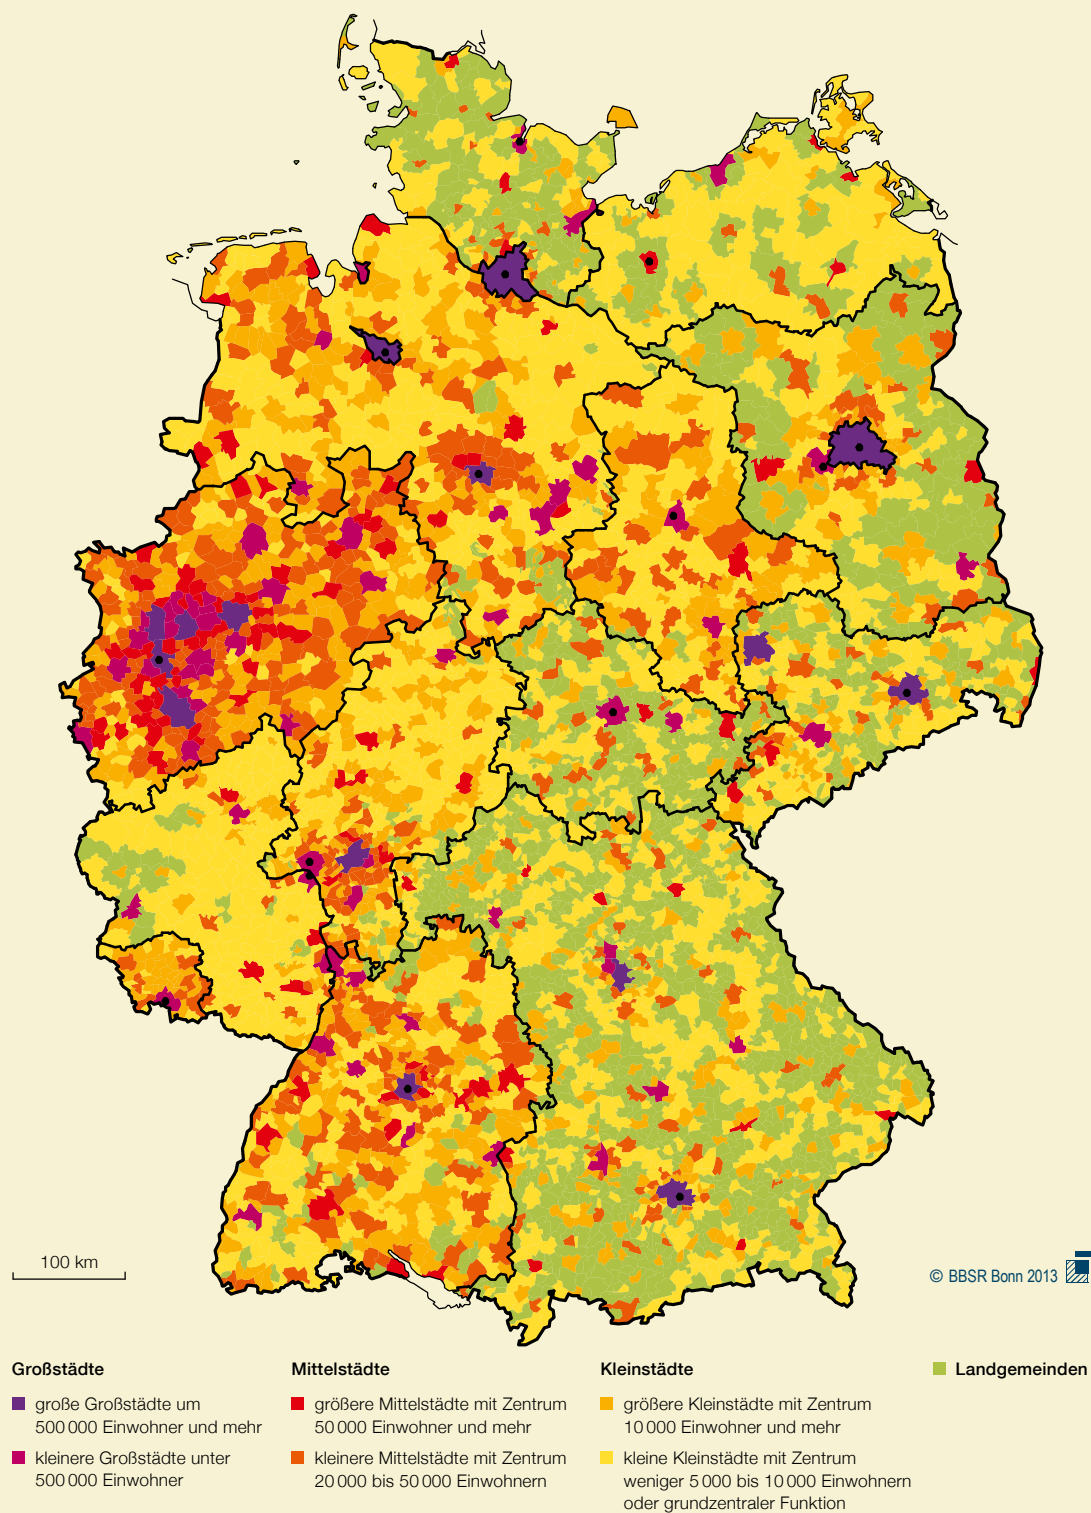 100 km
© BBSR Bonn 2013
Großstädte
große Großstädte um
500 000 Einwohner und mehr
kleinere Großstädte unter
500 000 Einwohner
Mittelstädte
größere Mittelstädte mit Zentrum
50 000 Einwohner und mehr
kleinere Mittelstädte mit Zentrum
20 000 bis 50 000 Einwohnern
Kleinstädte
größere Kleinstädte mit Zentrum
10 000 Einwohner und mehr
kleine Kleinstädte mit Zentrum
weniger 5 000 bis 10 000 Einwohnern
oder grundzentraler Funktion
Landgemeinden